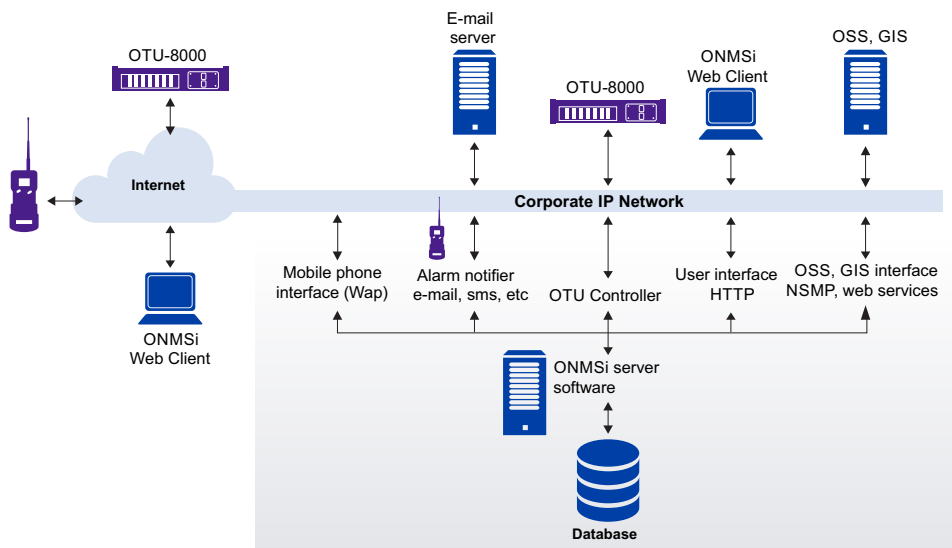 E-mail
server
OTU-8000
OSS, GIS
ONMSi
Web Client
OTU-8000
Internet
Corporate IP Network
Mobile phone
interface (Wap)
Alarm notifier
e-mail, sms, etc
OTU Controller
User interface
HTTP
OSS, GIS interface
NSMP, web services
ONMSi
Web Client
ONMSi server
software
Database